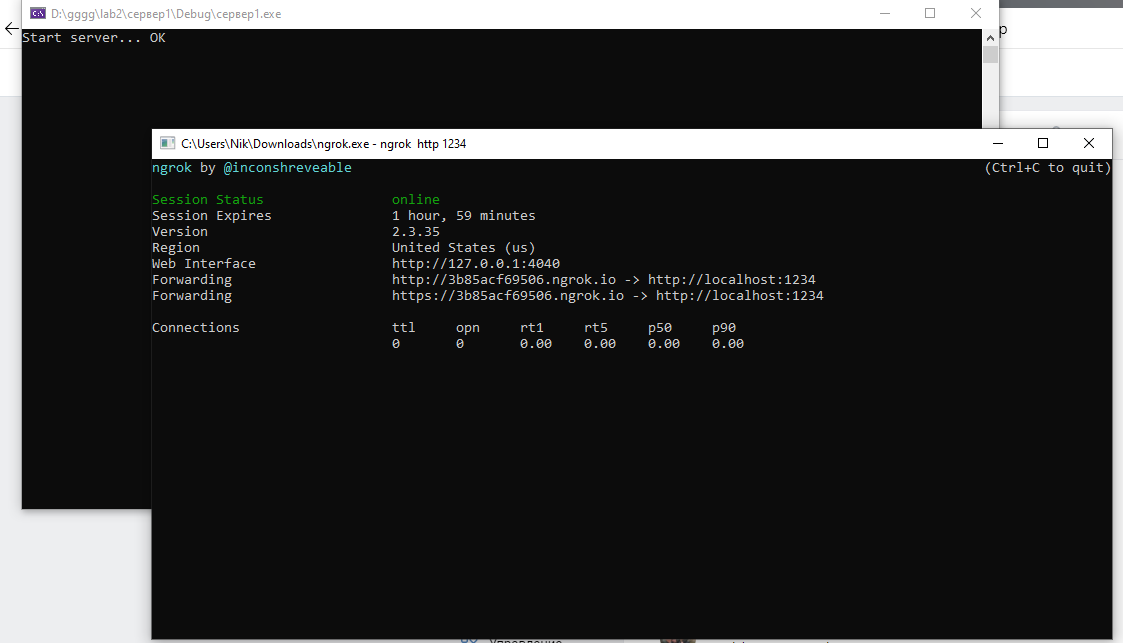 D:\gggg\lab2\сервер1\Debug\сервер1.exe
Start server... OK
р
C:\Users\Nik\Downloads\ngrok.exe - ngrok http 1234
ngrok by @inconshreveable (Ctrl+C to quit)
Session Status online
Session Expires 1 hour, 59 minutes
Version 2.3.35
Region United States (us)
Web Interface http://127.0.0.1:4040
Forwarding http://3b85acf69506.ngrok.io -> http://localhost:1234
Forwarding https://3b85acf69506.ngrok.io -> http://localhost:1234
Connections ttl opn rt1 rt5 p50 p90
0 0 0.00 0.00 0.00 0.00